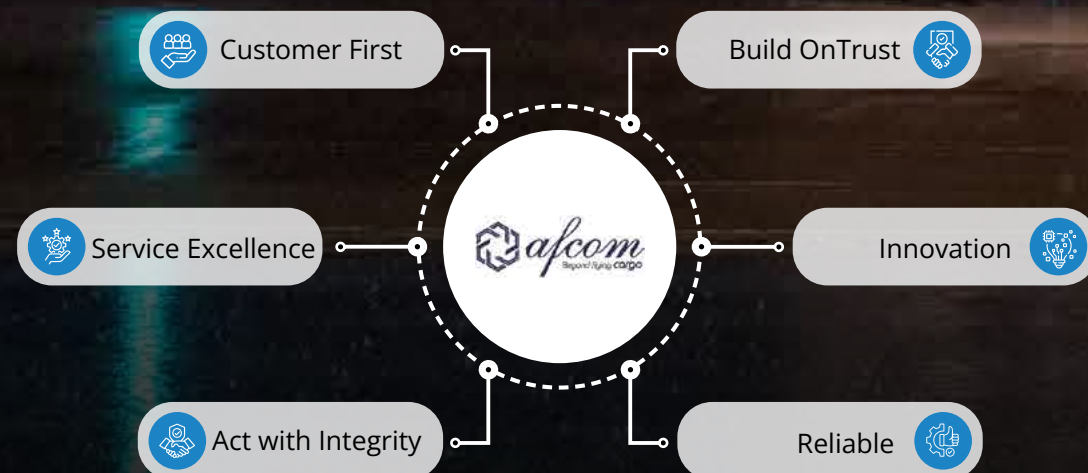 Customer First
Build OnTrust
Service Excellence
afcom
Beyond flying cargo
Innovation
Act with Integrity
Reliable